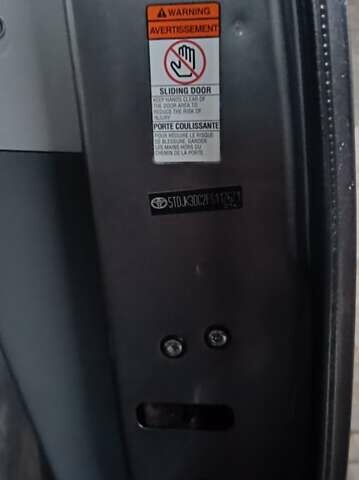 WARNING
AVERTISSEMENT
SLIDING DOOR
KEEP HANDS CLEAR OF
THE DOOR AREA TO
REDUCE THE RISK OF
INJURY
PORTE COULISSANTE
POUR RÉDUIRE LE RISQUE
DE BLESSURE, GARDER
LES MAINS HORS DU
CHEMIN DE LA PORTE